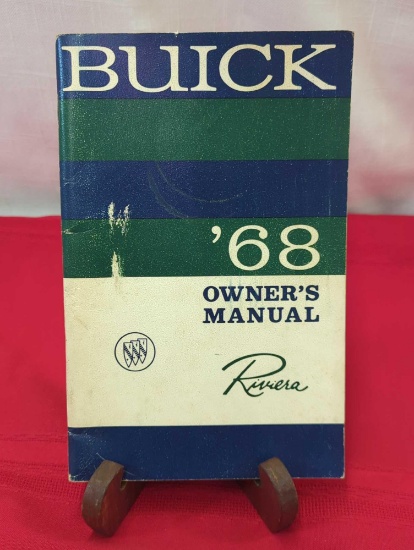 BUICK
'68
OWNER'S
MANUAL
Riviera